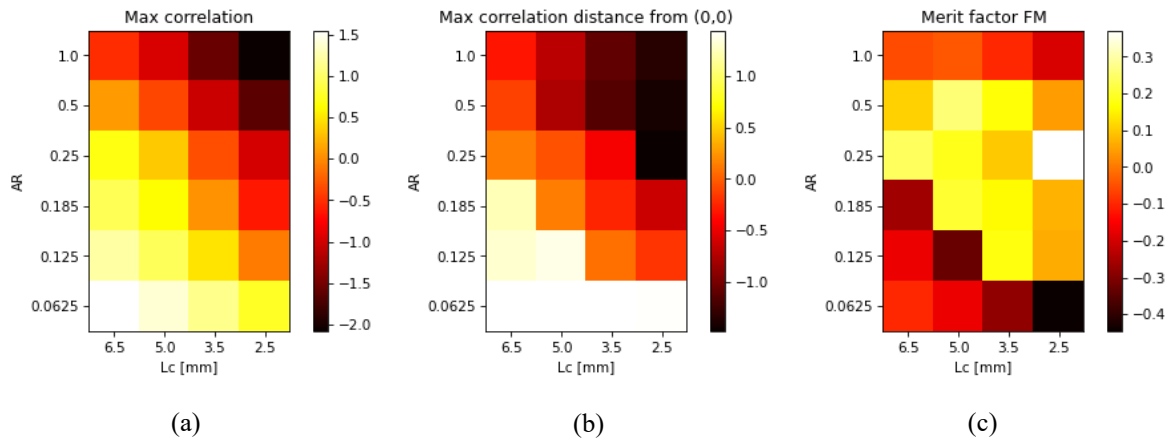 Max correlation
AR
1.0
0.5
0.25
0.185
0.125
0.0625
6.5 5.0 3.5 2.5
Lc [mm]
1.5
1.0
0.5
0.0
−0.5
−1.0
−1.5
−2.0
(a)
Max correlation distance from (0,0)
AR
1.0
0.5
0.25
0.185
0.125
0.0625
6.5 5.0 3.5 2.5
Lc [mm]
1.0
0.5
0.0
−0.5
−1.0
(b)
Merit factor FM
AR
1.0
0.5
0.25
0.185
0.125
0.0625
6.5 5.0 3.5 2.5
Lc [mm]
0.3
0.2
0.1
0.0
−0.1
−0.2
−0.3
−0.4
(c)